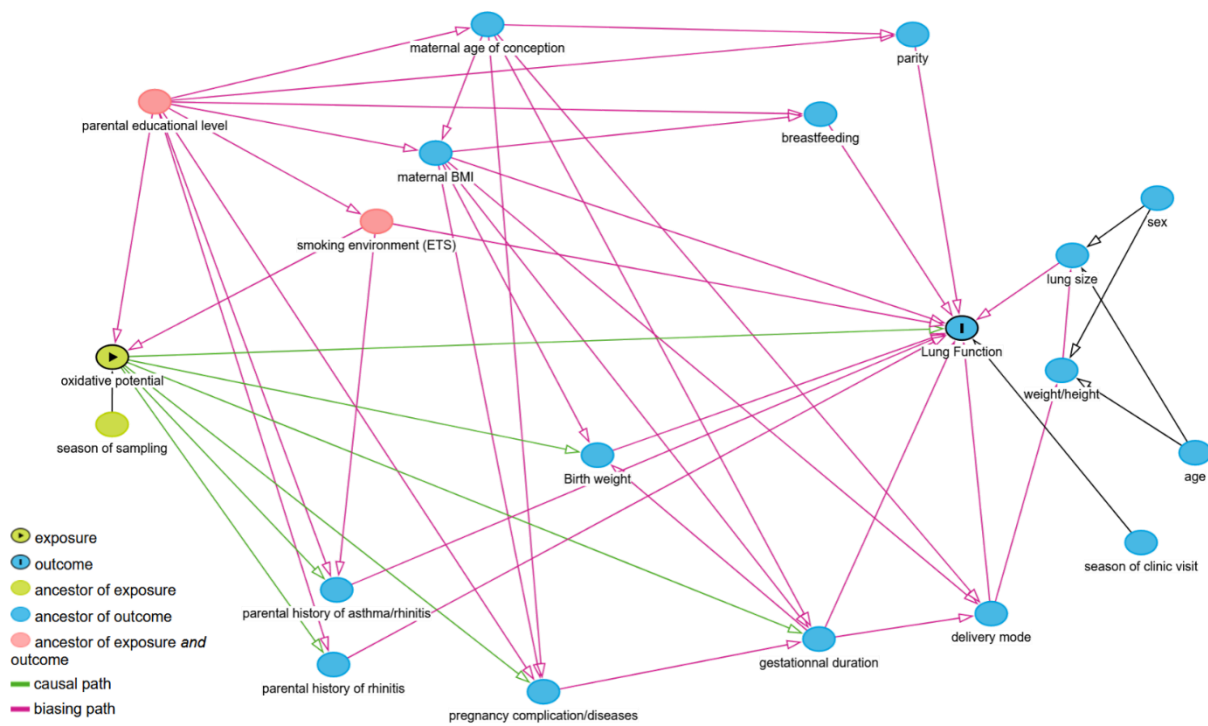 maternal age of conception
parity
parental educational level
breastfeeding
maternal BMI
sex
smoking environment (ETS)
lung size
Lung Function
oxidative potential
weight/height
season of sampling
Birth weight
age
season of clinic visit
parental history of asthma/rhinitis
delivery mode
gestationnal duration
parental history of rhinitis
pregnancy complication/diseases
exposure
outcome
ancestor of exposure
ancestor of outcome
ancestor of exposure and
outcome
causal path
biasing path